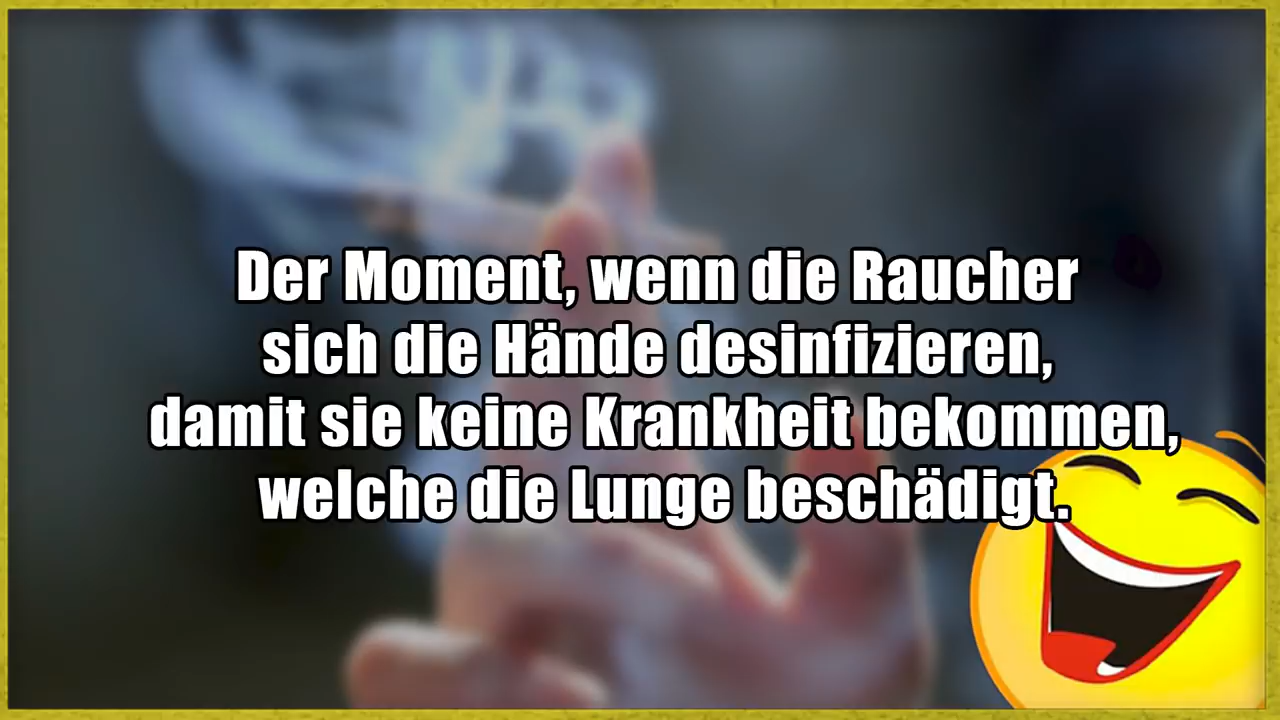 Der Moment, wenn die Raucher
sich die Hände desinfizieren,
damit sie keine Krankheit bekommen,
welche die Lunge beschädigt.